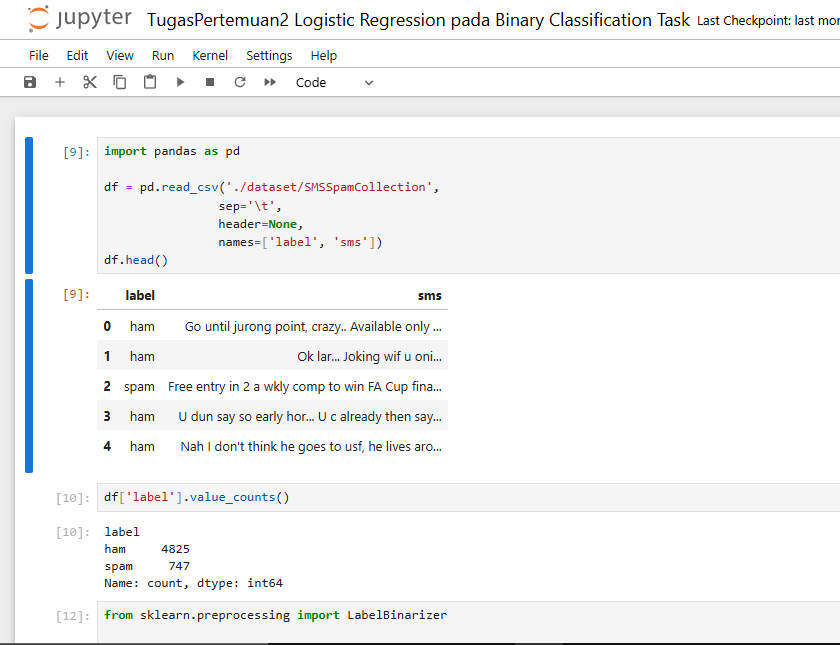 jupyter TugasPertemuan2 Logistic Regression pada Binary Classification Task Last Checkpoint: last mor
File Edit View Run Kernel Settings Help
Code
[9]: import pandas as pd
df = pd.read_csv('./dataset/SMSSpamCollection',
sep='\t',
header=None,
names=['label', 'sms'])
df.head()
[9]: label sms
0 ham Go until jurong point, crazy.. Available only ...
1 ham Ok lar... Joking wif u oni...
2 spam Free entry in 2 a wkly comp to win FA Cup fina...
3 ham U dun say so early hor... U c already then say...
4 ham Nah I don't think he goes to usf, he lives aro...
[10]: df['label'].value_counts()
[10]: label
ham 4825
spam 747
Name: count, dtype: int64
[12]: from sklearn.preprocessing import LabelBinarizer